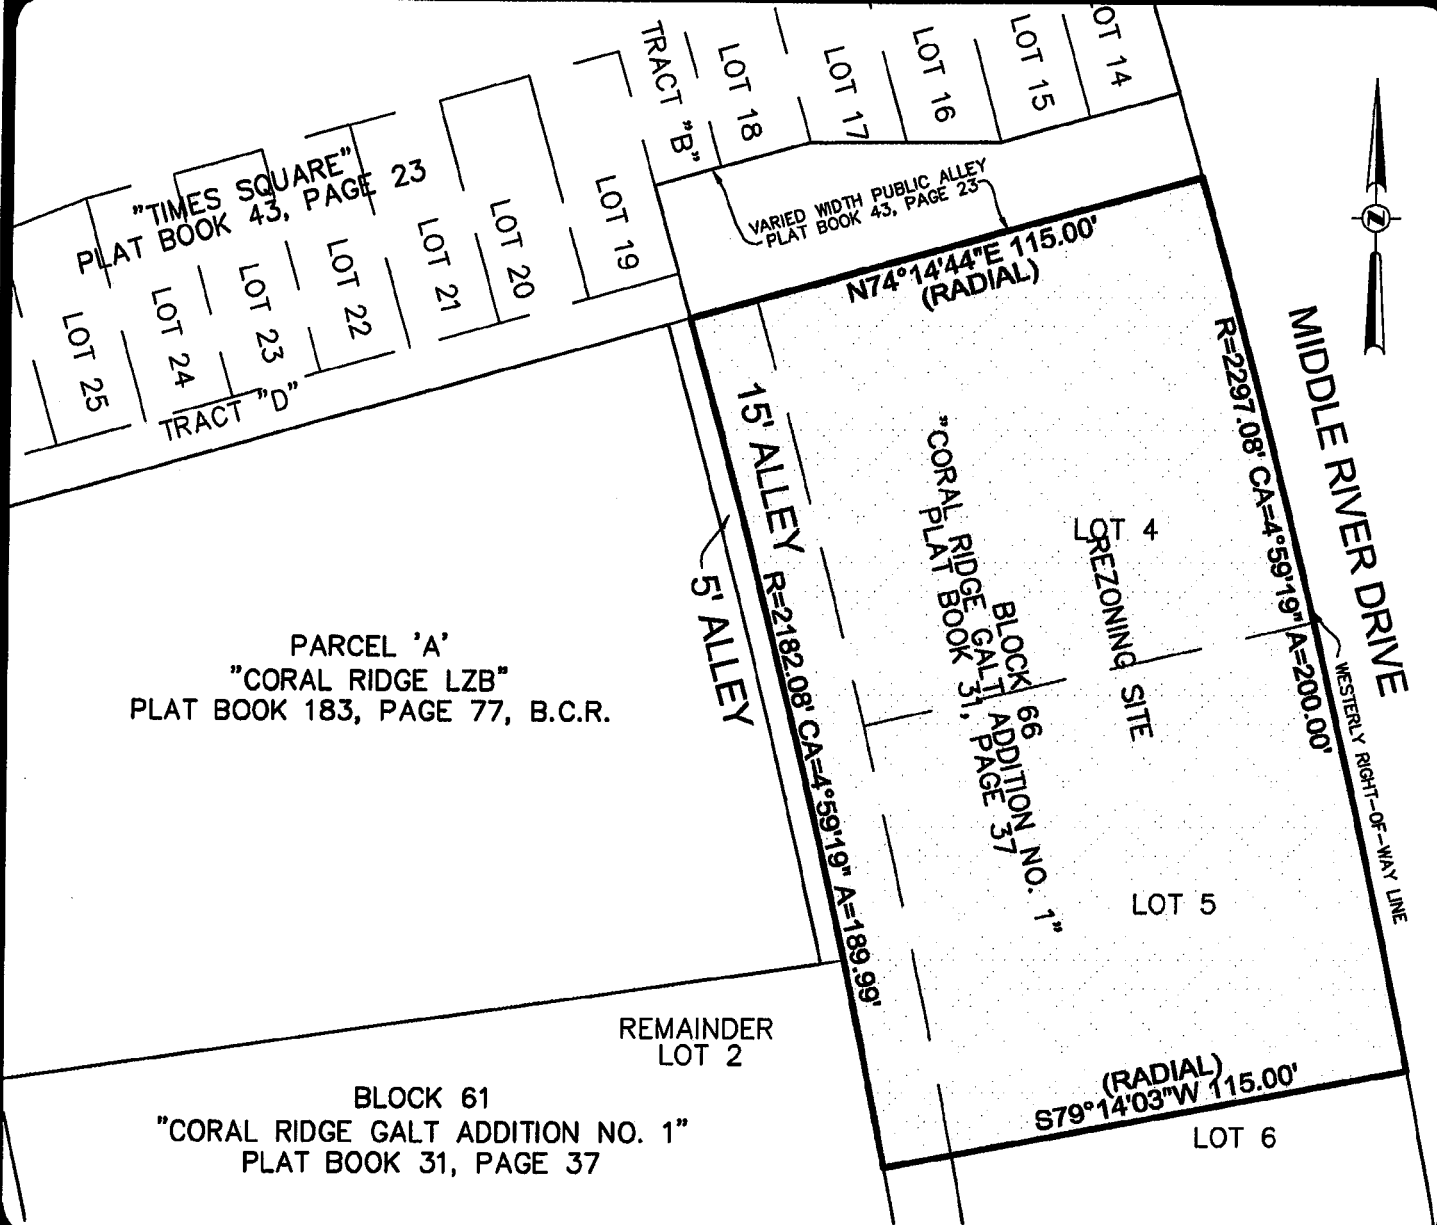 TRACT "B"
LOT 18
LOT 17
LOT 16
LOT 15
OT 14
"TIMES SQUARE"
PLAT BOOK 43, PAGE 23
VARIED WIDTH PUBLIC ALLEY
PLAT BOOK 43, PAGE 23
LOT 25
LOT 24
LOT 23
LOT 22
LOT 21
LOT 20
LOT 19
TRACT "D"
N
N74°14'44"E 115.00'
(RADIAL)
MIDDLE RIVER DRIVE
R=2297.08' CA=4°59'19" A=200.00'
WESTERLY RIGHT-OF-WAY LINE
15' ALLEY
R=2182.08' CA=4°59'19" A=189.99'
5' ALLEY
LOT 4
REZONING SITE
BLOCK 66
"CORAL RIDGE GALT ADDITION NO. 1"
PLAT BOOK 31, PAGE 37
LOT 5
PARCEL 'A'
"CORAL RIDGE LZB"
PLAT BOOK 183, PAGE 77, B.C.R.
REMAINDER
LOT 2
BLOCK 61
"CORAL RIDGE GALT ADDITION NO. 1"
PLAT BOOK 31, PAGE 37
(RADIAL)
S79°14'03"W 115.00'
LOT 6